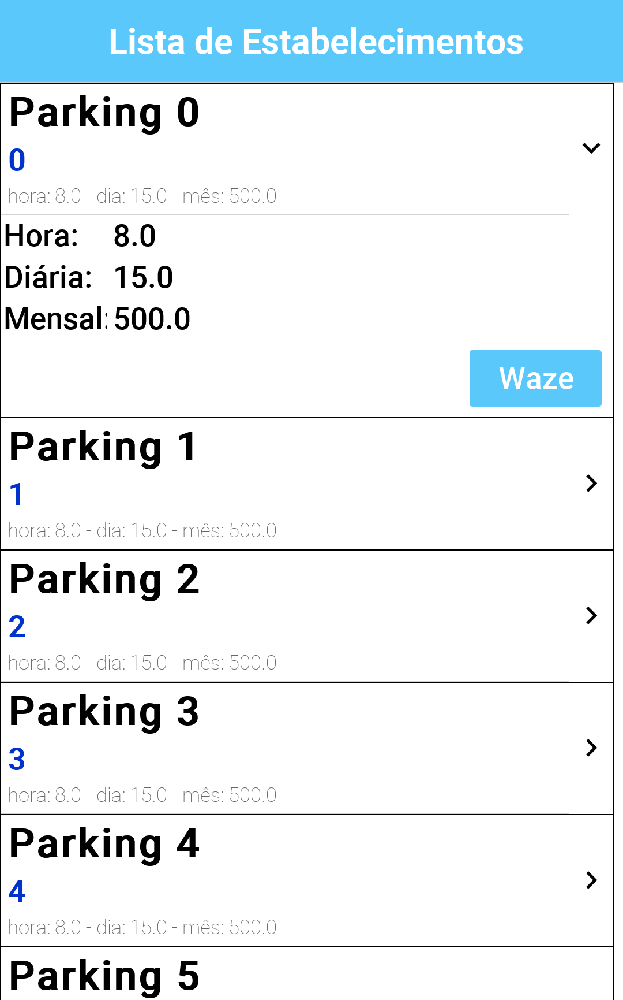 Lista de Estabelecimentos
Parking 0
0
hora: 8.0 - dia: 15.0 - mês: 500.0
Hora: 8.0
Diária: 15.0
Mensal: 500.0
Waze
Parking 1
1
hora: 8.0 - dia: 15.0 - mês: 500.0
Parking 2
2
hora: 8.0 - dia: 15.0 - mês: 500.0
Parking 3
3
hora: 8.0 - dia: 15.0 - mês: 500.0
Parking 4
4
hora: 8.0 - dia: 15.0 - mês: 500.0
Parking 5